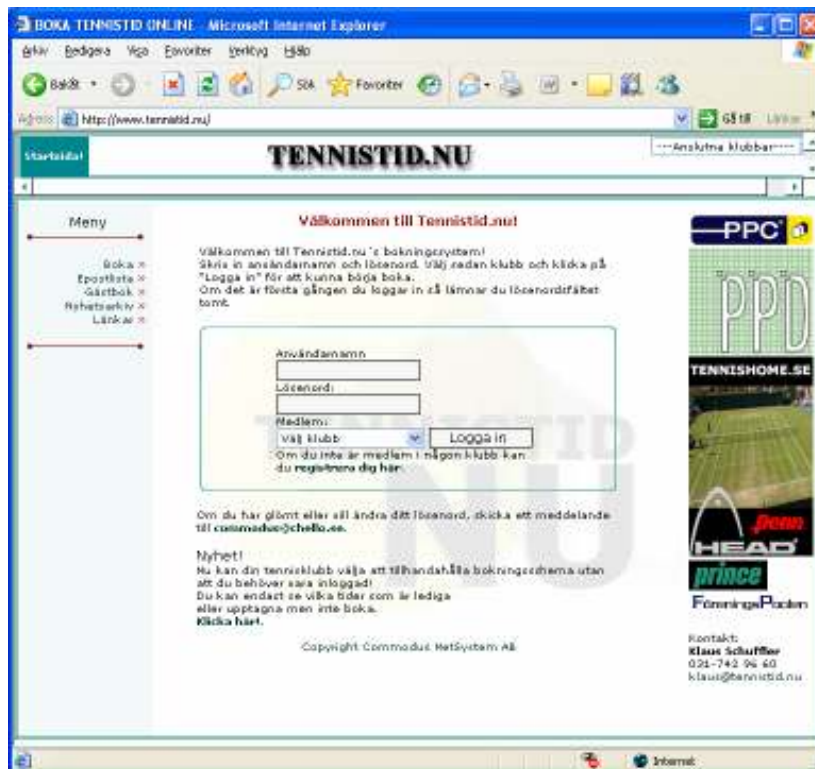 BOKA TENNISTID ONLINE - Microsoft Internet Explorer
Arkiv Redigera Visa Favoriter Verktyg Hjälp
Bakåt Sök Favoriter
Adress http://www.tennistid.nu/ Gå till Länkar
Startsida!
TENNISTID.NU
----Anslutna klubbar----
Meny
Boka
Epostlista
Gästbok
Nyhetsarkiv
Länkar
Välkommen till Tennistid.nu!
Välkommen till Tennistid.nu's bokningsystem!
Skriv in användarnamn och lösenord. Välj sedan klubb och klicka på
"Logga in" för att kunna börja boka.
Om det är första gången du loggar in så lämnar du lösenordsfältet
tomt.
Användarnamn
Lösenord:
Medlem:
Välj klubb Logga in
Om du inte är medlem i någon klubb kan
du registrera dig här.
TENNISTID
NU
Om du har glömt eller vill ändra ditt lösenord, skicka ett meddelande
till commodus@chello.se.
Nyhet!
Nu kan din tennisklubb välja att tillhandahålla bokningsschema utan
att du behöver vara inloggad!
Du kan endast se vilka tider som är lediga
eller upptagna men inte boka.
Klicka här!
Copyright Commodus NetSystem AB
PPC
PPD
TENNISHOME.SE
penn
HEAD
prince
FöreningsPoolen
Kontakt:
Klaus Schuffler
031-742 96 60
klaus@tennistid.nu
Internet